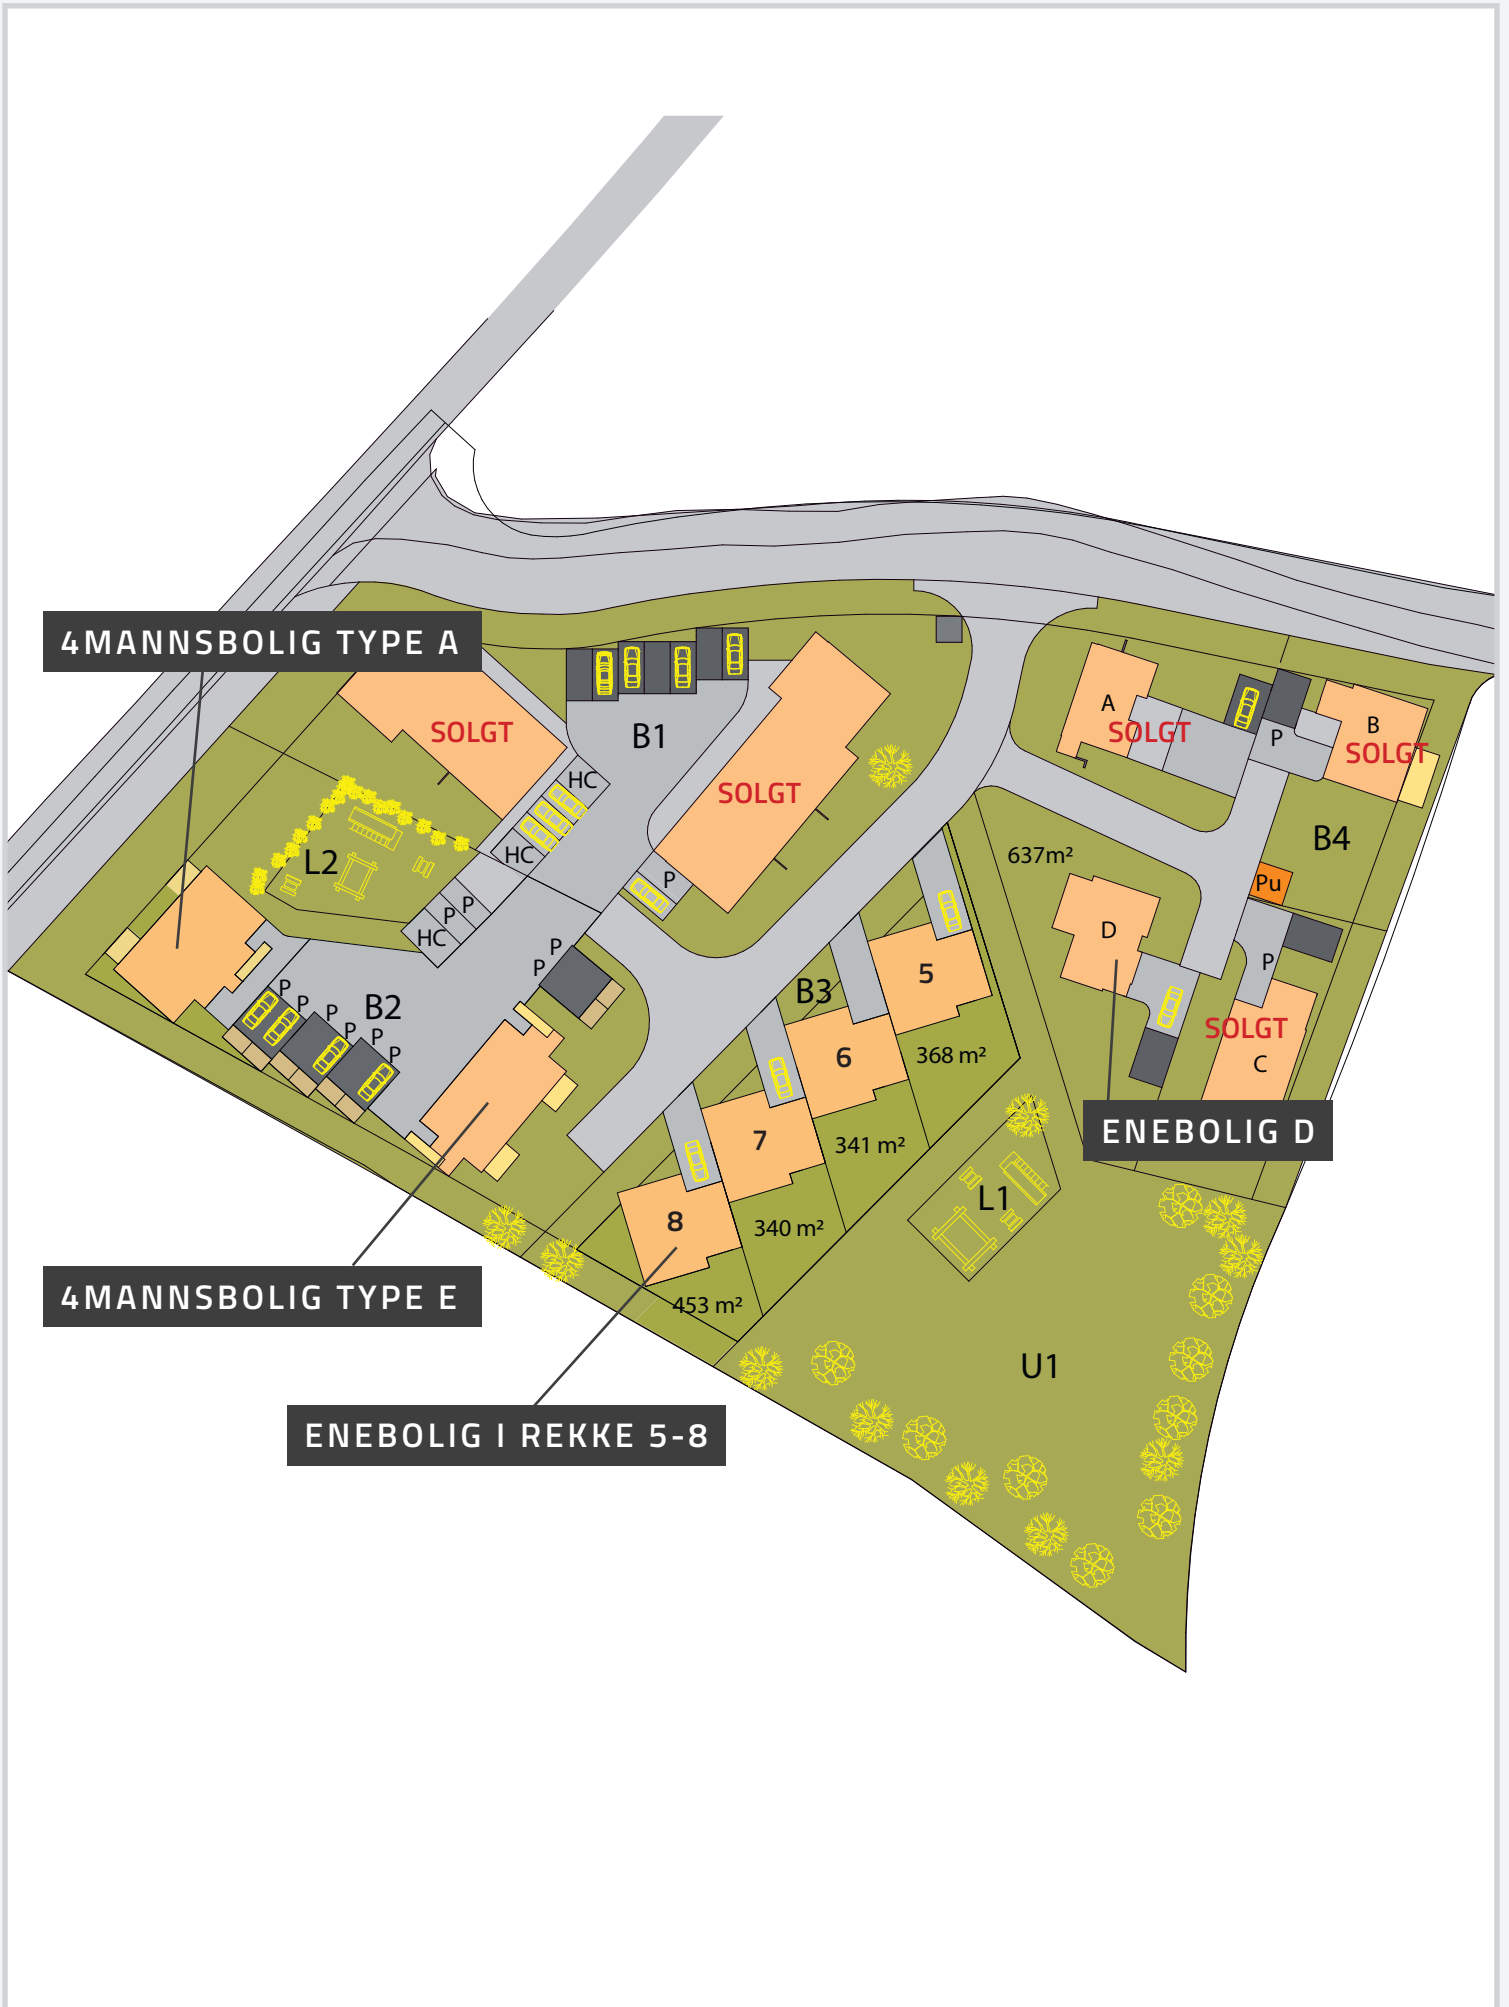 4MANNSBOLIG TYPE A
SOLGT
B1
HC
HC
SOLGT
P
L2
P
P
HC
A
SOLGT
P
B
SOLGT
B4
Pu
637m²
D
P
SOLGT
C
ENEBOLIG D
P
P
B2
P
P
P
P
P
P
B3
5
368 m²
6
341 m²
7
340 m²
8
453 m²
L1
U1
4MANNSBOLIG TYPE E
ENEBOLIG I REKKE 5-8